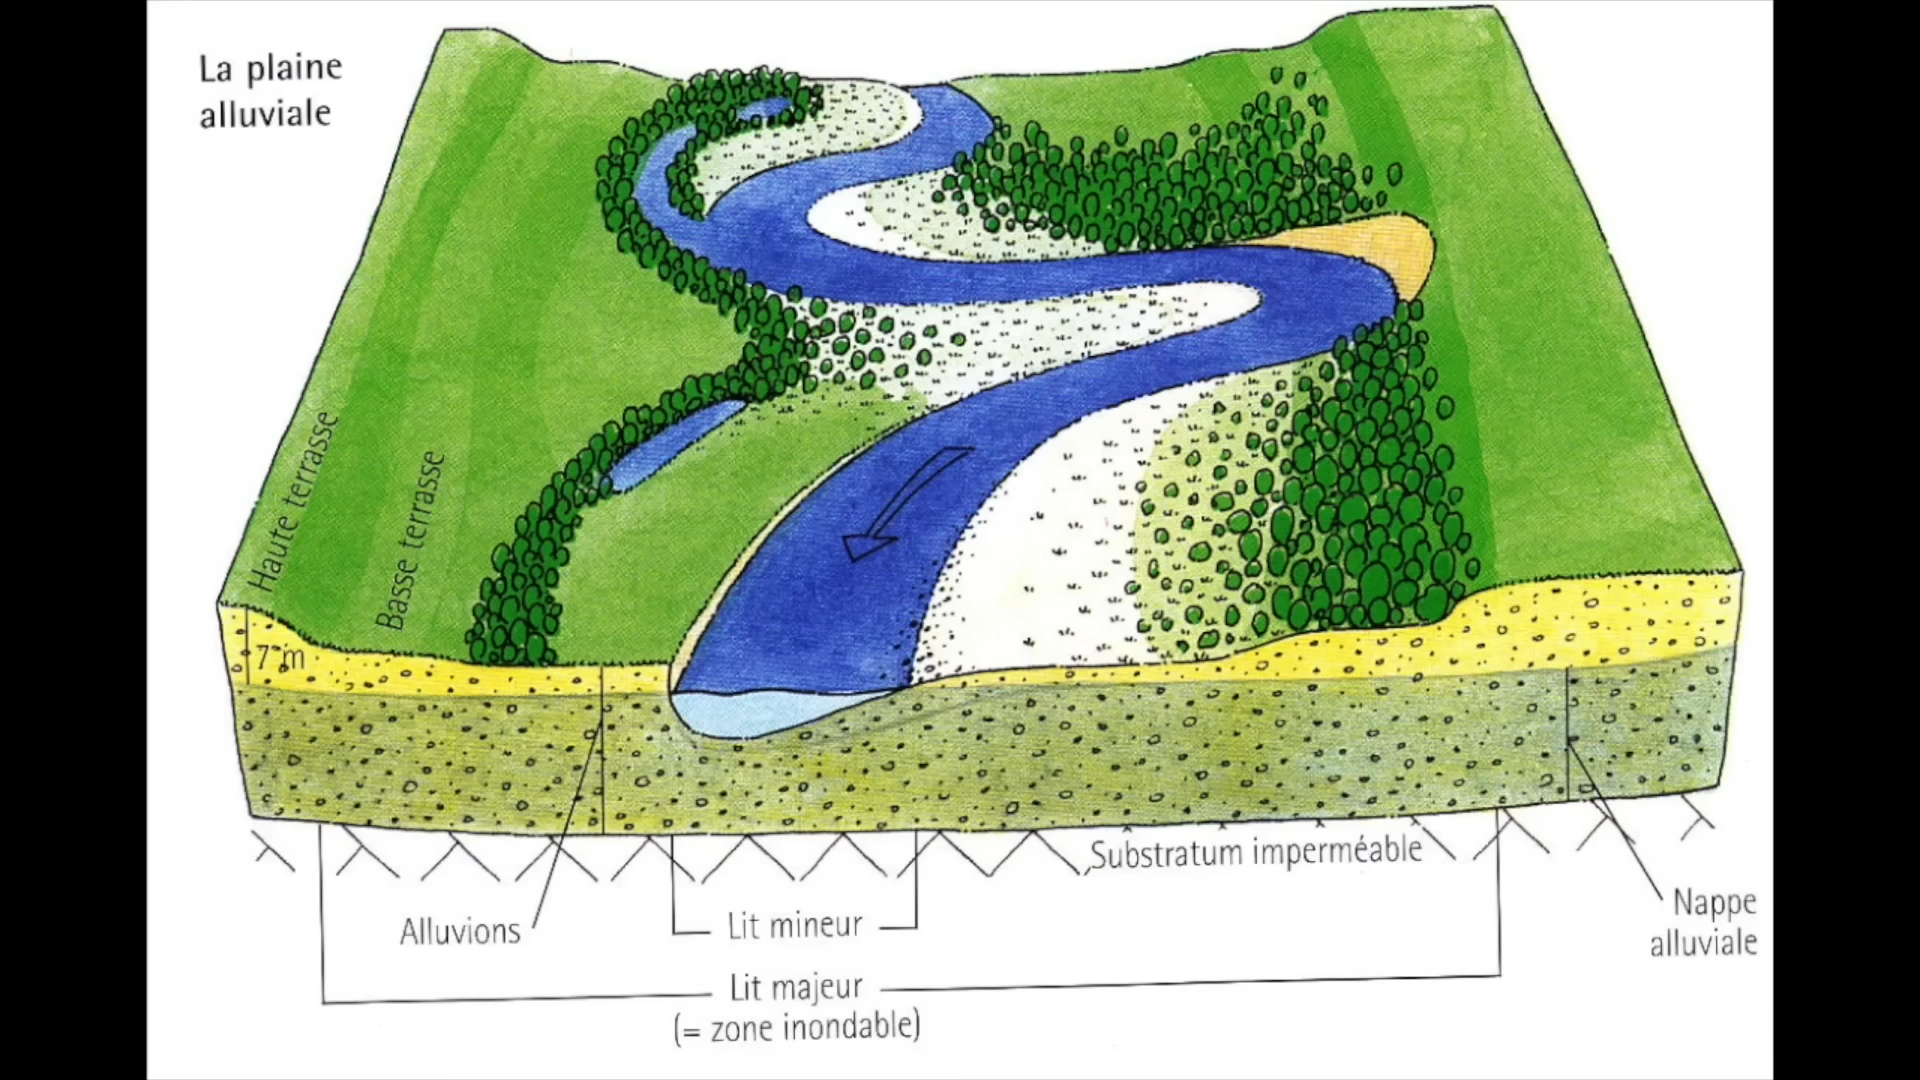 La plaine
alluviale
Haute terrasse
Basse terrasse
7 m
Substratum imperméable
Alluvions
Lit mineur
Nappe
alluviale
Lit majeur
(= zone inondable)